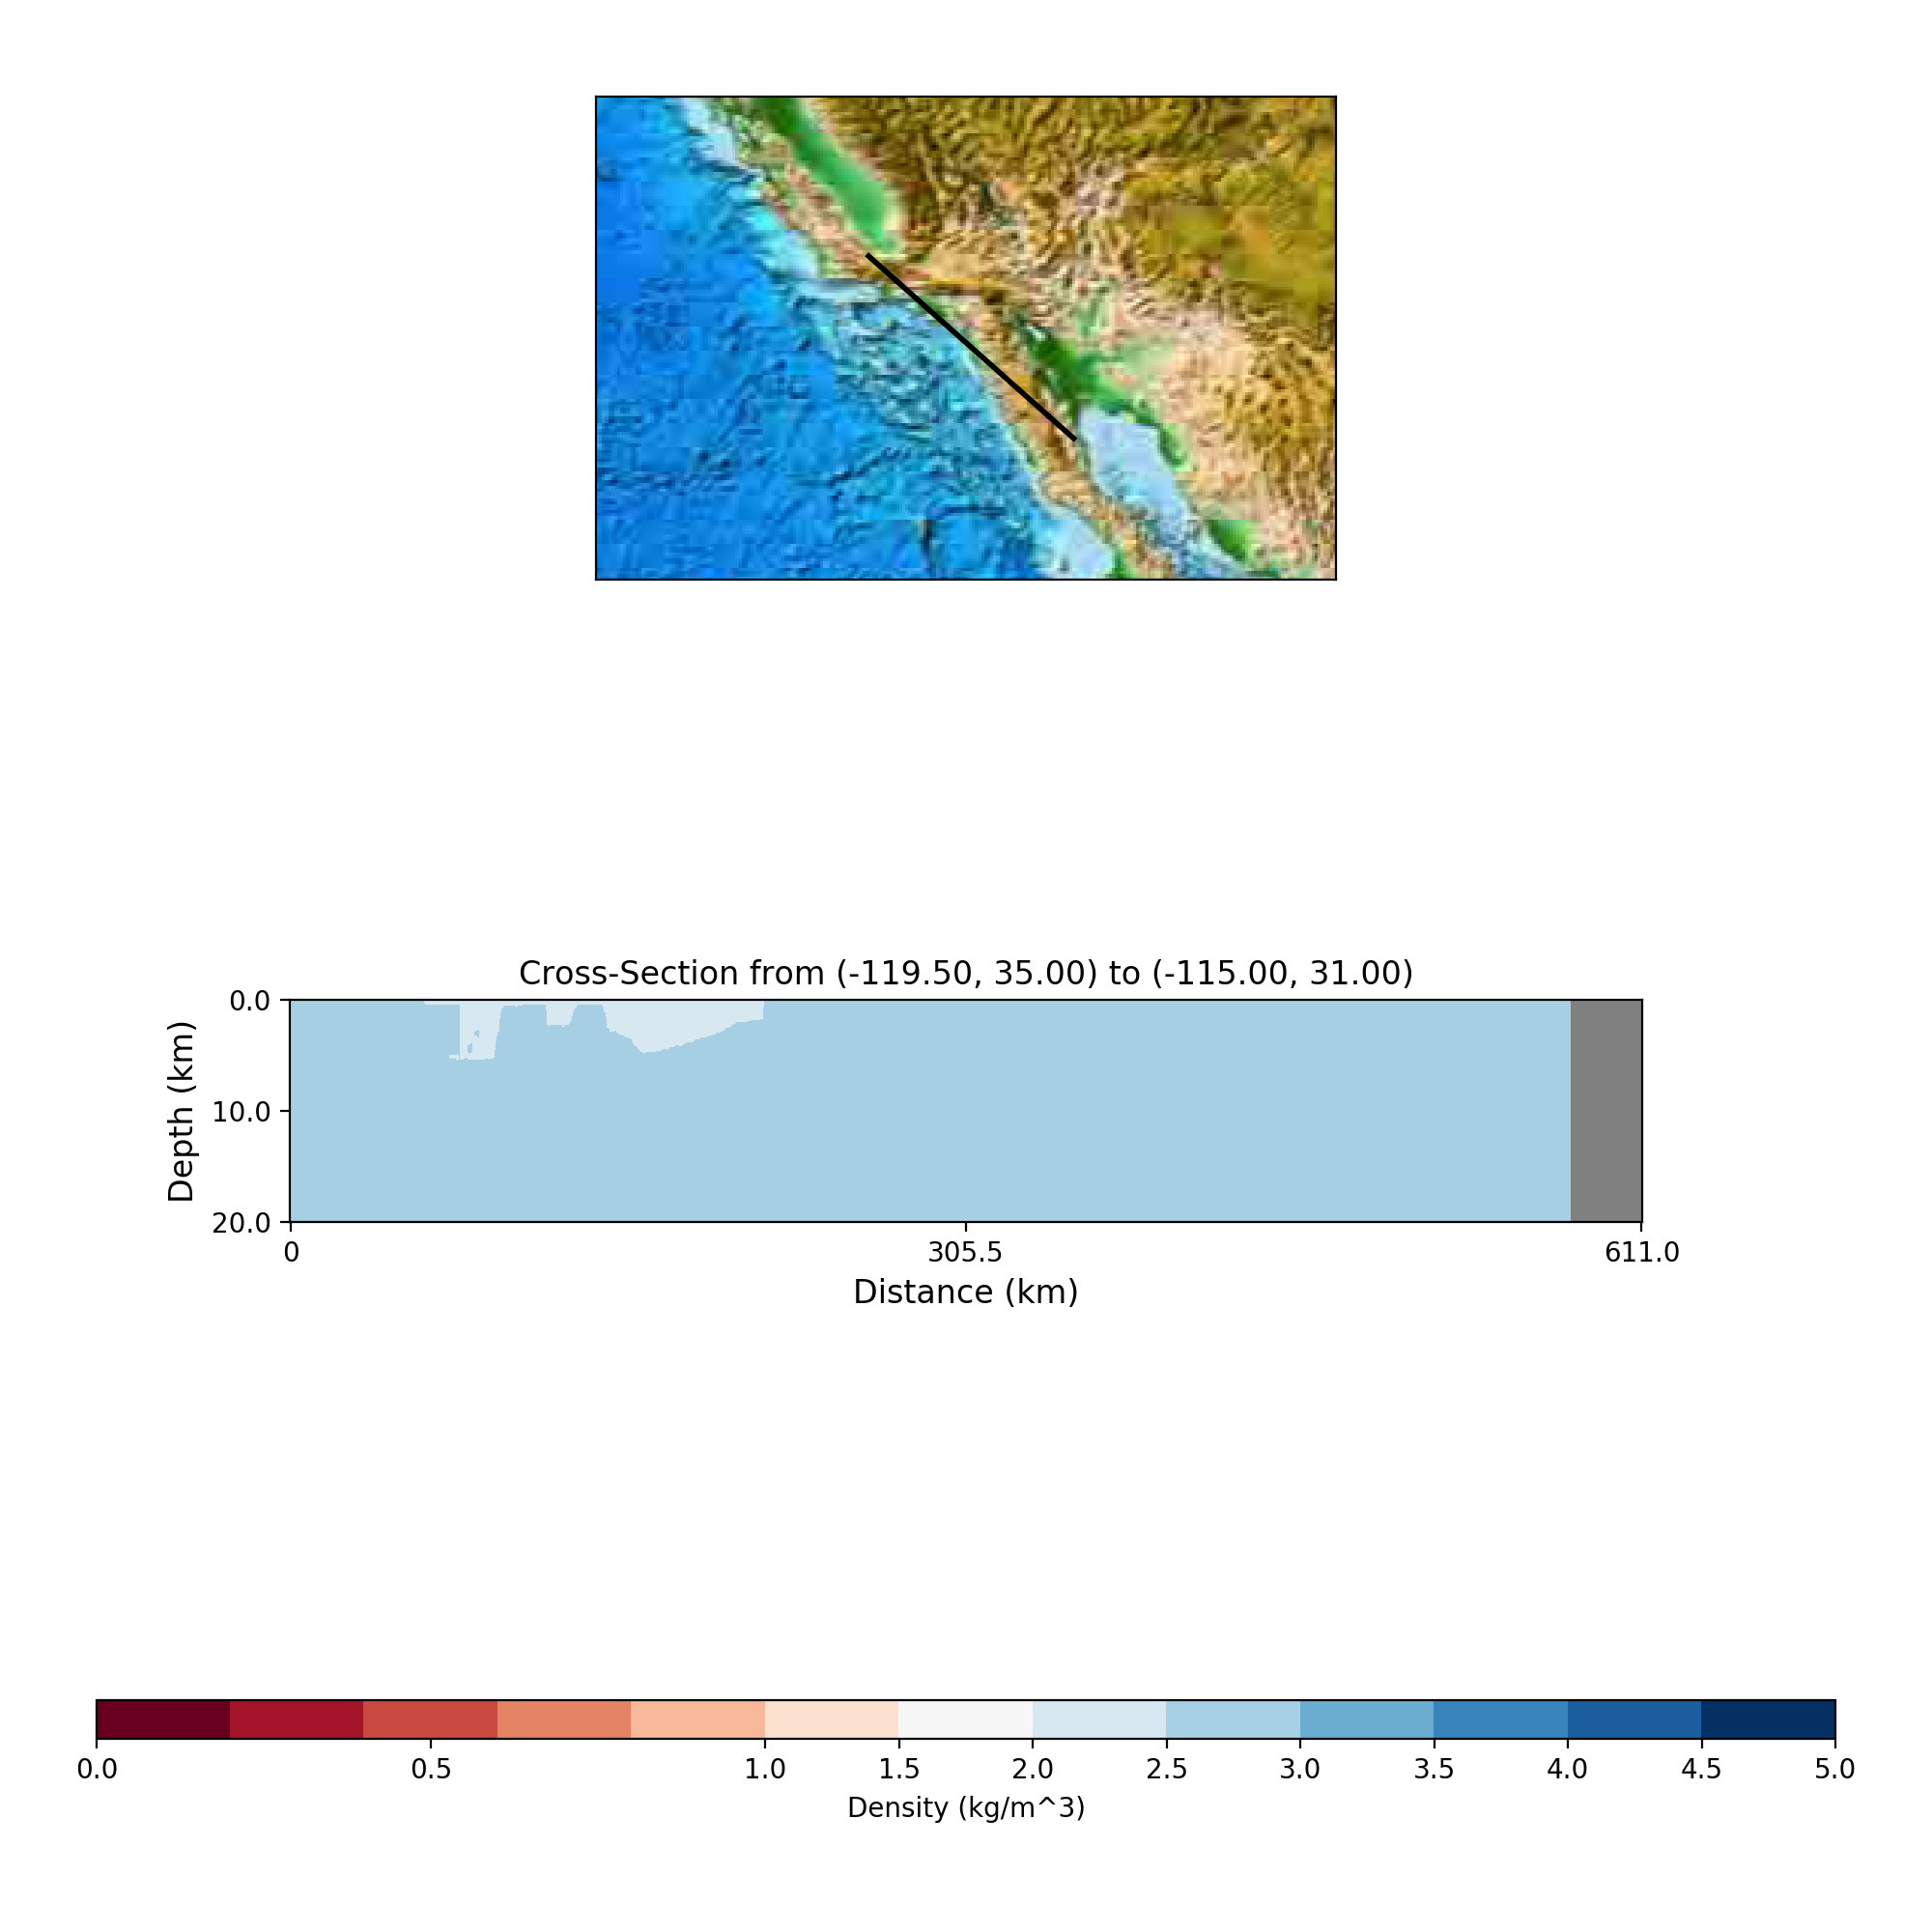 Cross-Section from (-119.50, 35.00) to (-115.00, 31.00)
0.0
10.0
20.0
Depth (km)
0 305.5 611.0
Distance (km)
0.0 0.5 1.0 1.5 2.0 2.5 3.0 3.5 4.0 4.5 5.0
Density (kg/m^3)